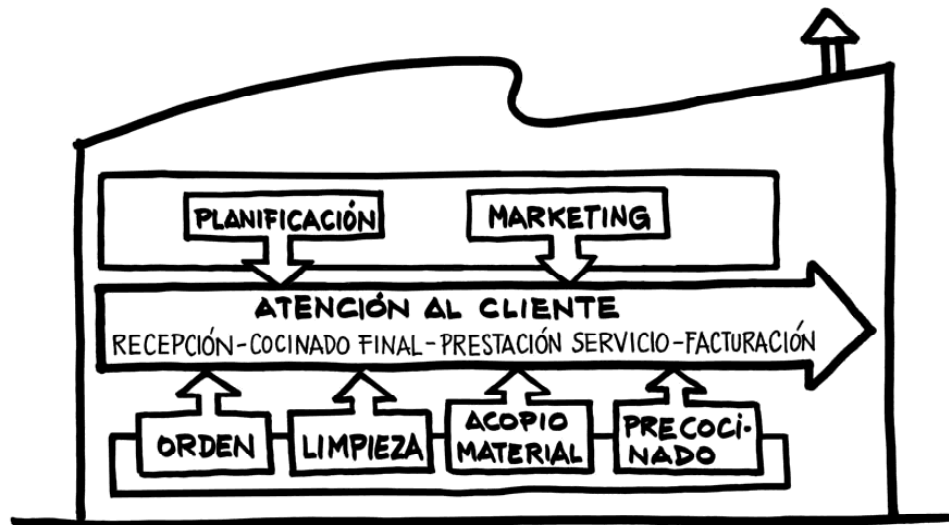 PLANIFICACIÓN
MARKETING
ATENCIÓN AL CLIENTE
RECEPCIÓN-COCINADO FINAL-PRESTACIÓN SERVICIO-FACTURACIÓN
ORDEN
LIMPIEZA
ACOPIO
MATERIAL
PRECOCI-
NADO